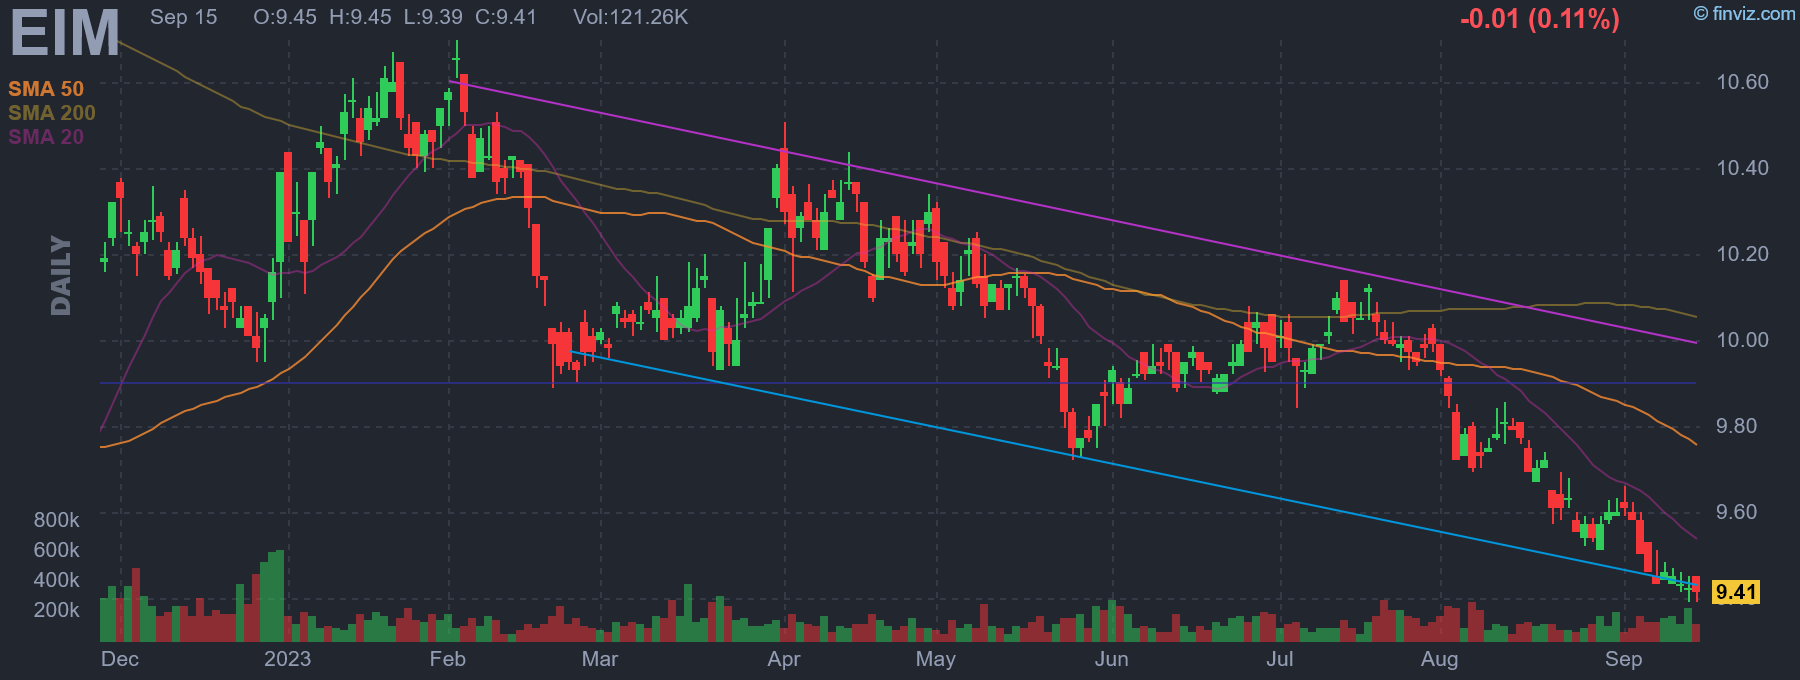 EIM Sep 15 O:9.45 H:9.45 L:9.39 C:9.41 Vol:121.26K -0.01 (0.11%) © finviz.com
SMA 50
SMA 200
SMA 20
DAILY
10.60
10.40
10.20
10.00
9.80
9.60
9.41
800k
600k
400k
200k
Dec 2023 Feb Mar Apr May Jun Jul Aug Sep